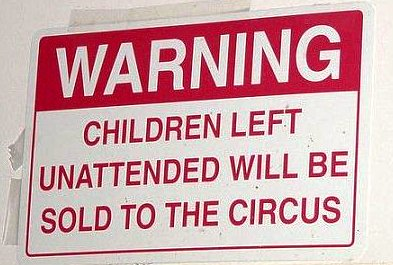 WARNING
CHILDREN LEFT
UNATTENDED WILL BE
SOLD TO THE CIRCUS